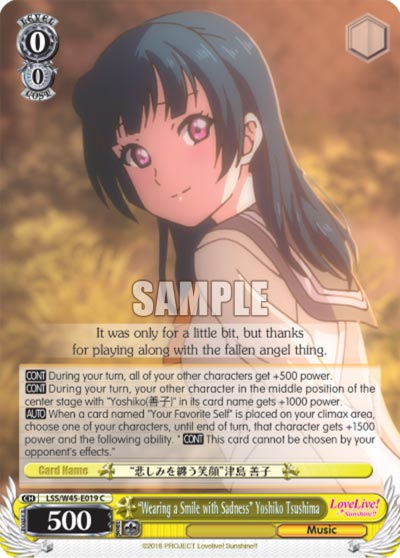 LEVEL
0
0
COST
SAMPLE
It was only for a little bit, but thanks
for playing along with the fallen angel thing.
CONT During your turn, all of your other characters get +500 power.
CONT During your turn, your other character in the middle position of the
center stage with "Yoshiko(善子)" in its card name gets +1000 power.
AUTO When a card named "Your Favorite Self" is placed on your climax area,
choose one of your characters, until end of turn, that character gets +1500
power and the following ability. " CONT This card cannot be chosen by your
opponent's effects."
Card Name
"悲しみを纏う笑顔"津島 善子
CH LSS/W45-E019 C
500
"Wearing a Smile with Sadness" Yoshiko Tsushima
LoveLive!
Sunshine!!
Music
©2016 PROJECT Lovelive! Sunshine!!